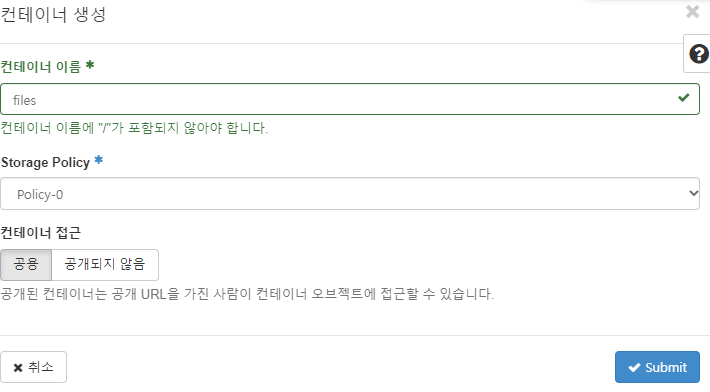 컨테이너 생성
컨테이너 이름 *
files
컨테이너 이름에 "/"가 포함되지 않아야 합니다.
Storage Policy *
Policy-0
컨테이너 접근
공용 공개되지 않음
공개된 컨테이너는 공개 URL을 가진 사람이 컨테이너 오브젝트에 접근할 수 있습니다.
취소 Submit